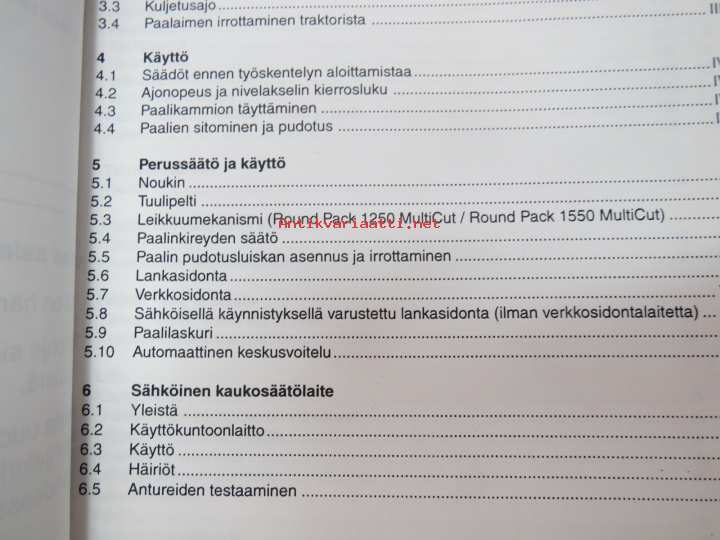 3.3 Kuljetusajo
3.4 Paalaimen irrottaminen traktorista
4 Käyttö
4.1 Säädöt ennen työskentelyn aloittamistaa
4.2 Ajonopeus ja nivelakselin kierrosluku
4.3 Paalikammion täyttäminen
4.4 Paalien sitominen ja pudotus
5 Perussäätö ja käyttö
5.1 Noukin
5.2 Tuulipelti
5.3 Leikkuumekanismi (Round Pack 1250 MultiCut / Round Pack 1550 MultiCut)
Antikvariaatti.net
5.4 Paalinkireyden säätö
5.5 Paalin pudotusluiskan asennus ja irrottaminen
5.6 Lankasidonta
5.7 Verkkosidonta
5.8 Sähköisellä käynnistyksellä varustettu lankasidonta (ilman verkkosidontalaitetta)
5.9 Paalilaskuri
5.10 Automaattinen keskusvoitelu
6 Sähköinen kaukosäätölaite
6.1 Yleistä
6.2 Käyttökuntoonlaitto
6.3 Käyttö
6.4 Häiriöt
6.5 Antureiden testaaminen